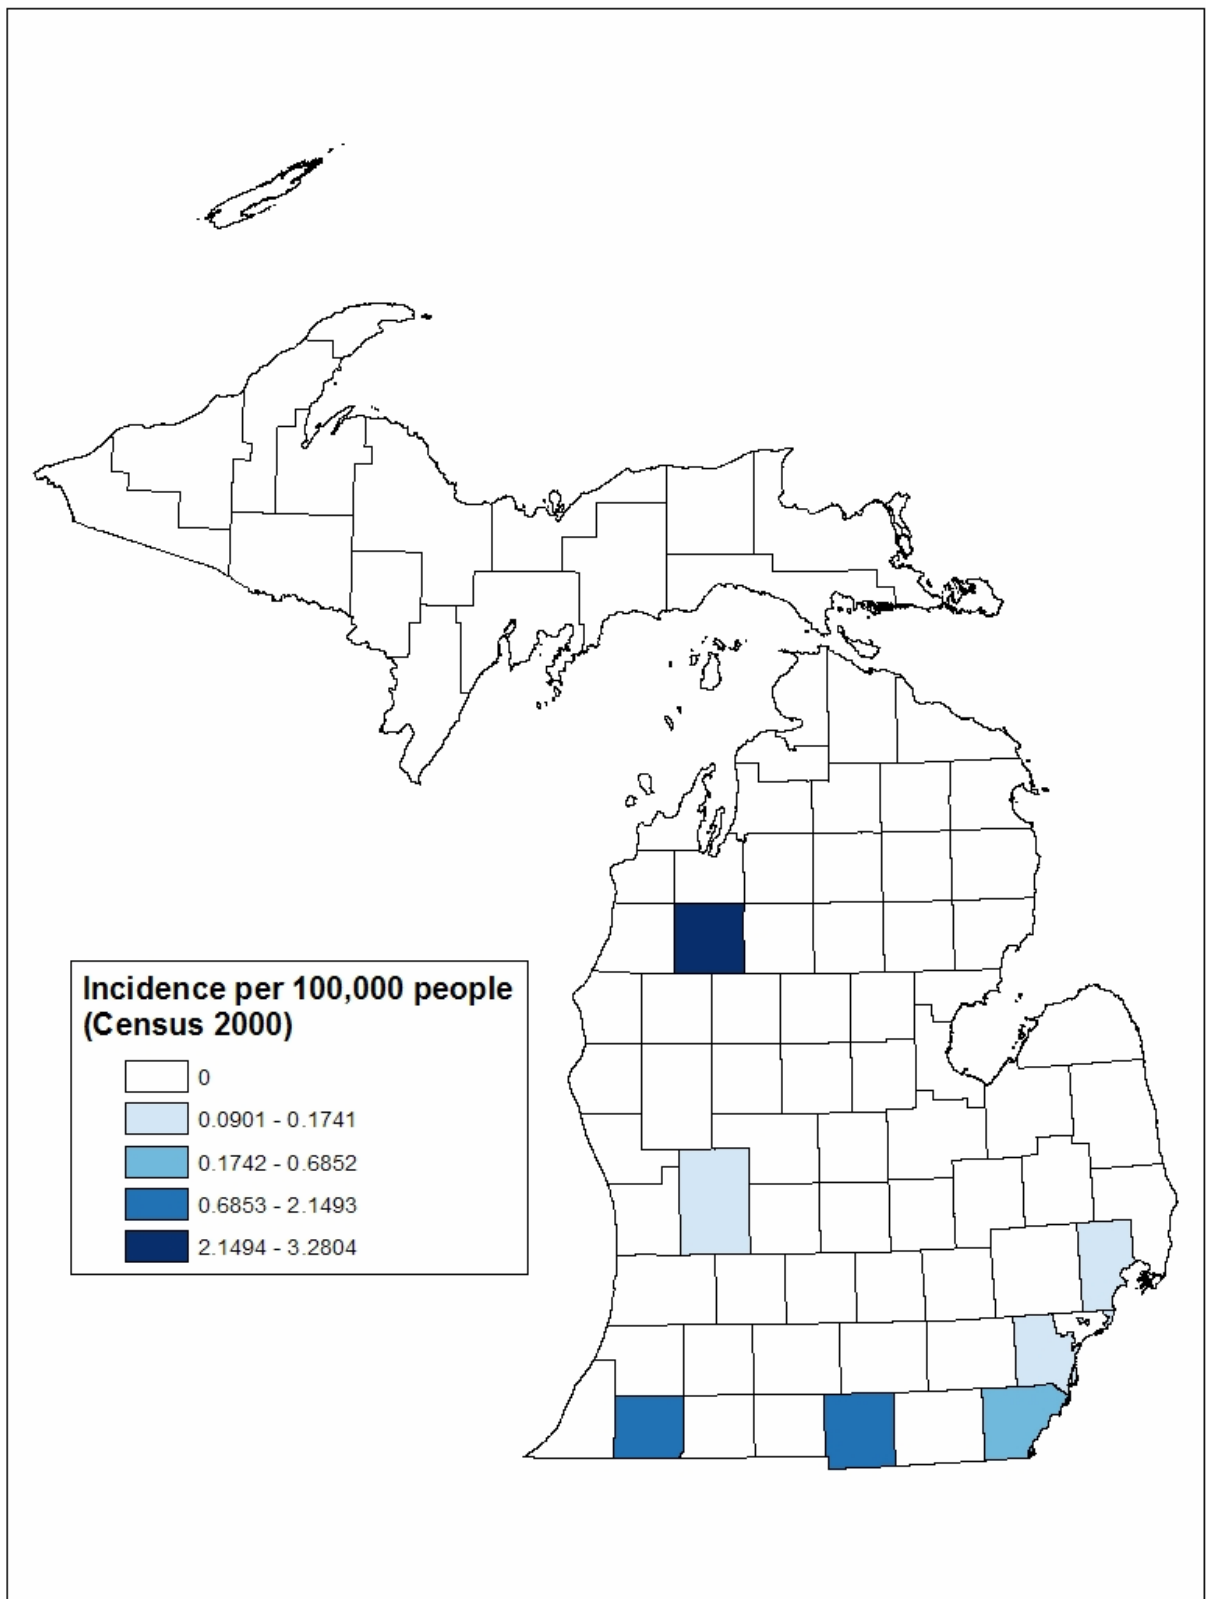 Incidence per 100,000 people
(Census 2000)
0
0.0901 - 0.1741
0.1742 - 0.6852
0.6853 - 2.1493
2.1494 - 3.2804